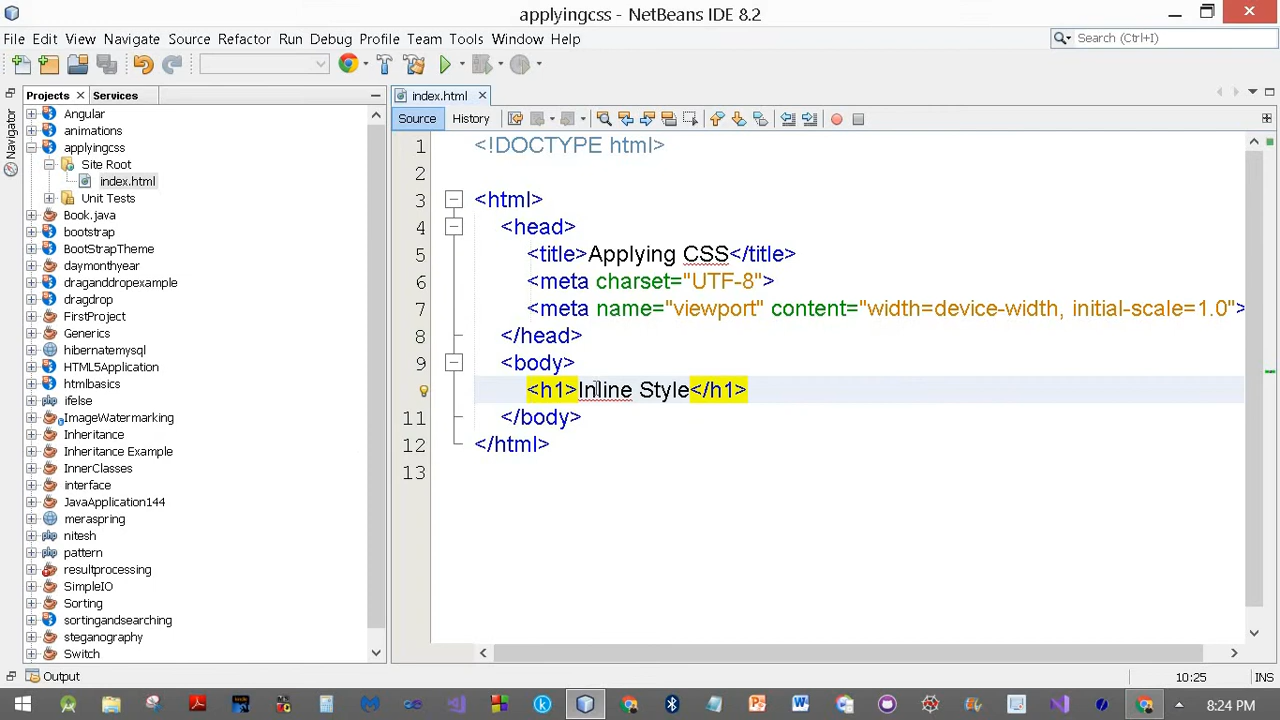 applyingcss - NetBeans IDE 8.2
File Edit View Navigate Source Refactor Run Debug Profile Team Tools Window Help
Search (Ctrl+I)
Projects Services
Navigator
Angular
animations
applyingcss
Site Root
index.html
Unit Tests
Book.java
bootstrap
BootStrapTheme
daymonthyear
draganddropexample
dragdrop
FirstProject
Generics
hibernatemysql
HTML5Application
htmlbasics
ifelse
ImageWatermarking
Inheritance
Inheritance Example
InnerClasses
interface
JavaApplication144
meraspring
nitesh
pattern
resultprocessing
SimpleIO
Sorting
sortingandsearching
steganography
Switch
index.html
Source History
1 <!DOCTYPE html>
2
3 <html>
4 <head>
5 <title>Applying CSS</title>
6 <meta charset="UTF-8">
7 <meta name="viewport" content="width=device-width, initial-scale=1.0">
8 </head>
9 <body>
<h1>Inline Style</h1>
11 </body>
12 </html>
13
Output
10:25 INS
8:24 PM